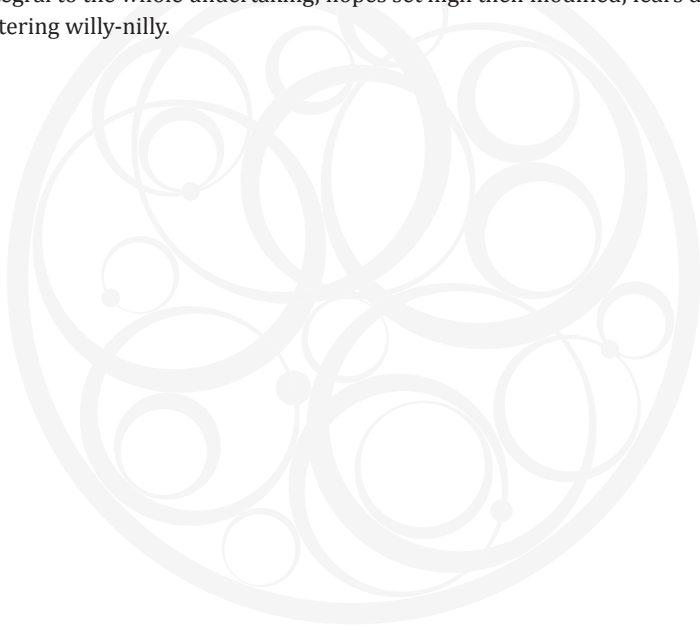 to the whole undertaking, hopes set high then modified, fears
willy-nilly.